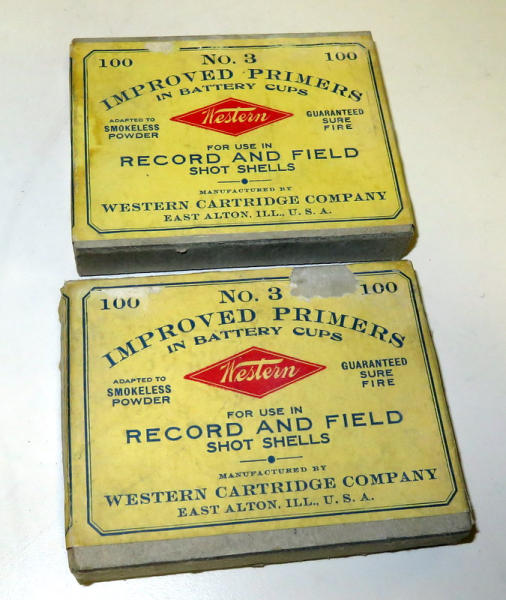 100 No. 3 100
IMPROVED PRIMERS
IN BATTERY CUPS
ADAPTED TO
SMOKELESS
POWDER
Western
GUARANTEED
SURE
FIRE
FOR USE IN
RECORD AND FIELD
SHOT SHELLS
MANUFACTURED BY
WESTERN CARTRIDGE COMPANY
EAST ALTON, ILL., U. S. A.
100 No. 3 100
IMPROVED PRIMERS
IN BATTERY CUPS
ADAPTED TO
SMOKELESS
POWDER
Western
GUARANTEED
SURE
FIRE
FOR USE IN
RECORD AND FIELD
SHOT SHELLS
MANUFACTURED BY
WESTERN CARTRIDGE COMPANY
EAST ALTON, ILL., U. S. A.